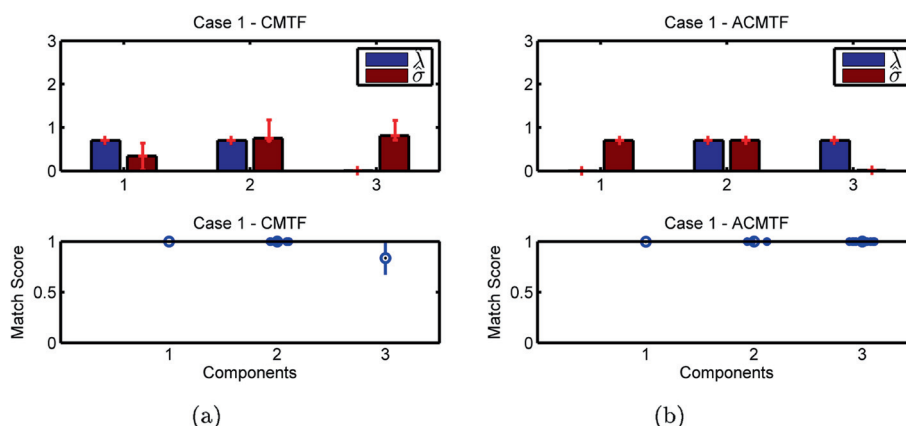 Case 1 - CMTF
3
2
1
0
λ̂
σ̂
1 2 3
Case 1 - CMTF
Match Score
1
0.5
0
1 2 3
Components
(a)
Case 1 - ACMTF
3
2
1
0
λ̂
σ̂
1 2 3
Case 1 - ACMTF
Match Score
1
0.5
0
1 2 3
Components
(b)